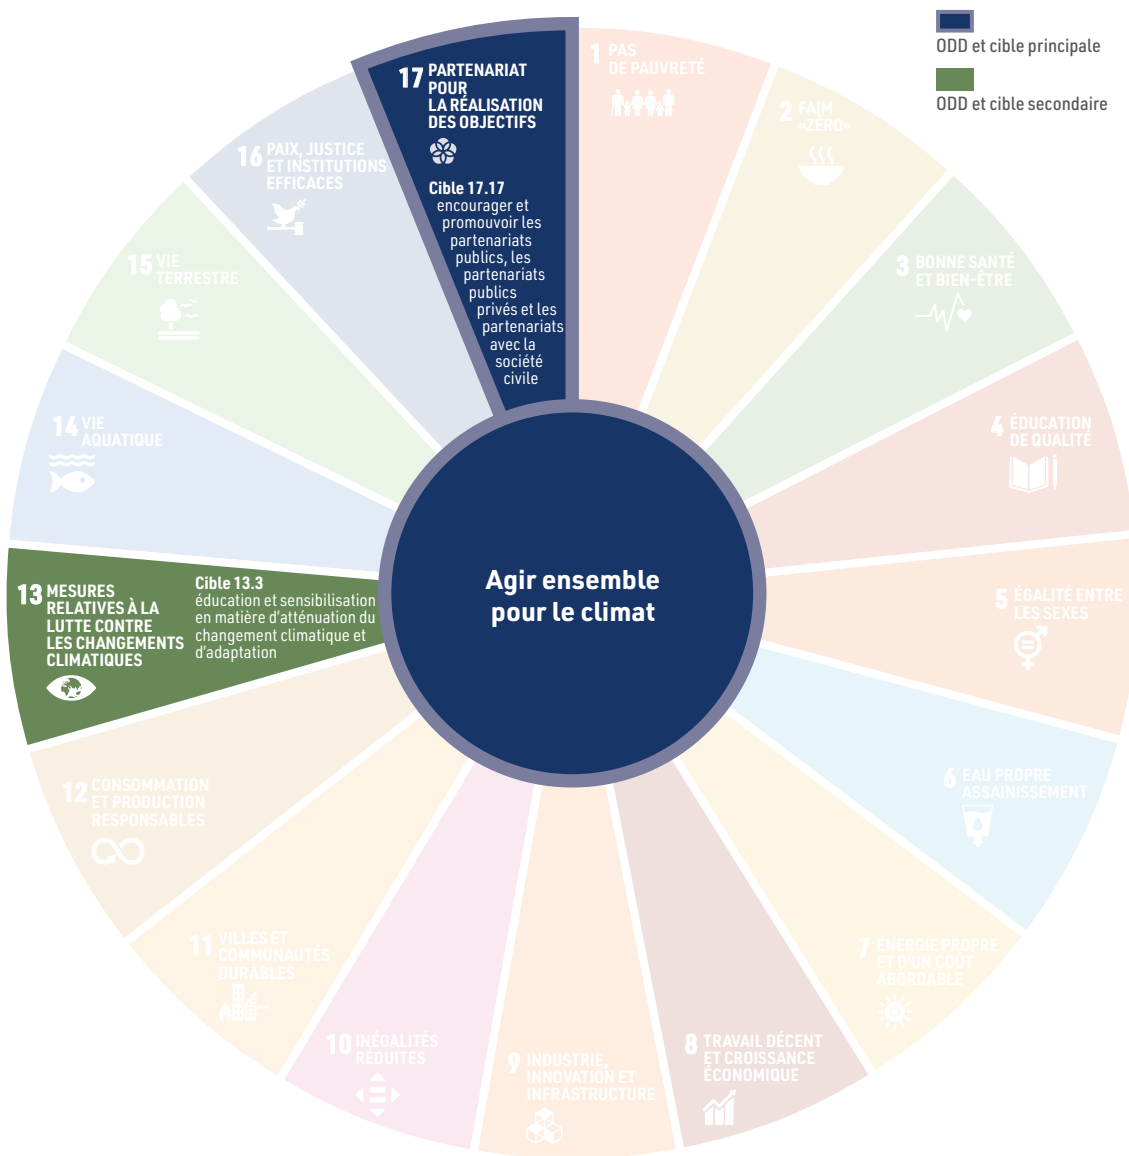 ODD et cible principale
ODD et cible secondaire
17 PARTENARIAT
POUR
LA RÉALISATION
DES OBJECTIFS
Cible 17.17
encourager et
promouvoir les
partenariats
publics, les
partenariats
publics
privés et les
partenariats
avec la
société
civile
1 PAS
DE PAUVRETÉ
2 FAIM
«ZÉRO»
3 BONNE SANTÉ
ET BIEN-ÊTRE
4 ÉDUCATION
DE QUALITÉ
5 ÉGALITÉ ENTRE
LES SEXES
6 EAU PROPRE
ASSAINISSEMENT
7 ÉNERGIE PROPRE
ET D'UN COÛT
ABORDABLE
8 TRAVAIL DÉCENT
ET CROISSANCE
ÉCONOMIQUE
9 INDUSTRIE,
INNOVATION ET
INFRASTRUCTURE
10 INÉGALITÉS
RÉDUITES
11 VILLES ET
COMMUNAUTÉS
DURABLES
12 CONSOMMATION
ET PRODUCTION
RESPONSABLES
13 MESURES
RELATIVES À LA
LUTTE CONTRE
LES CHANGEMENTS
CLIMATIQUES
Cible 13.3
éducation et sensibilisation
en matière d'atténuation du
changement climatique et
d'adaptation
14 VIE
AQUATIQUE
15 VIE
TERRESTRE
16 PAIX, JUSTICE
ET INSTITUTIONS
EFFICACES
Agir ensemble
pour le climat